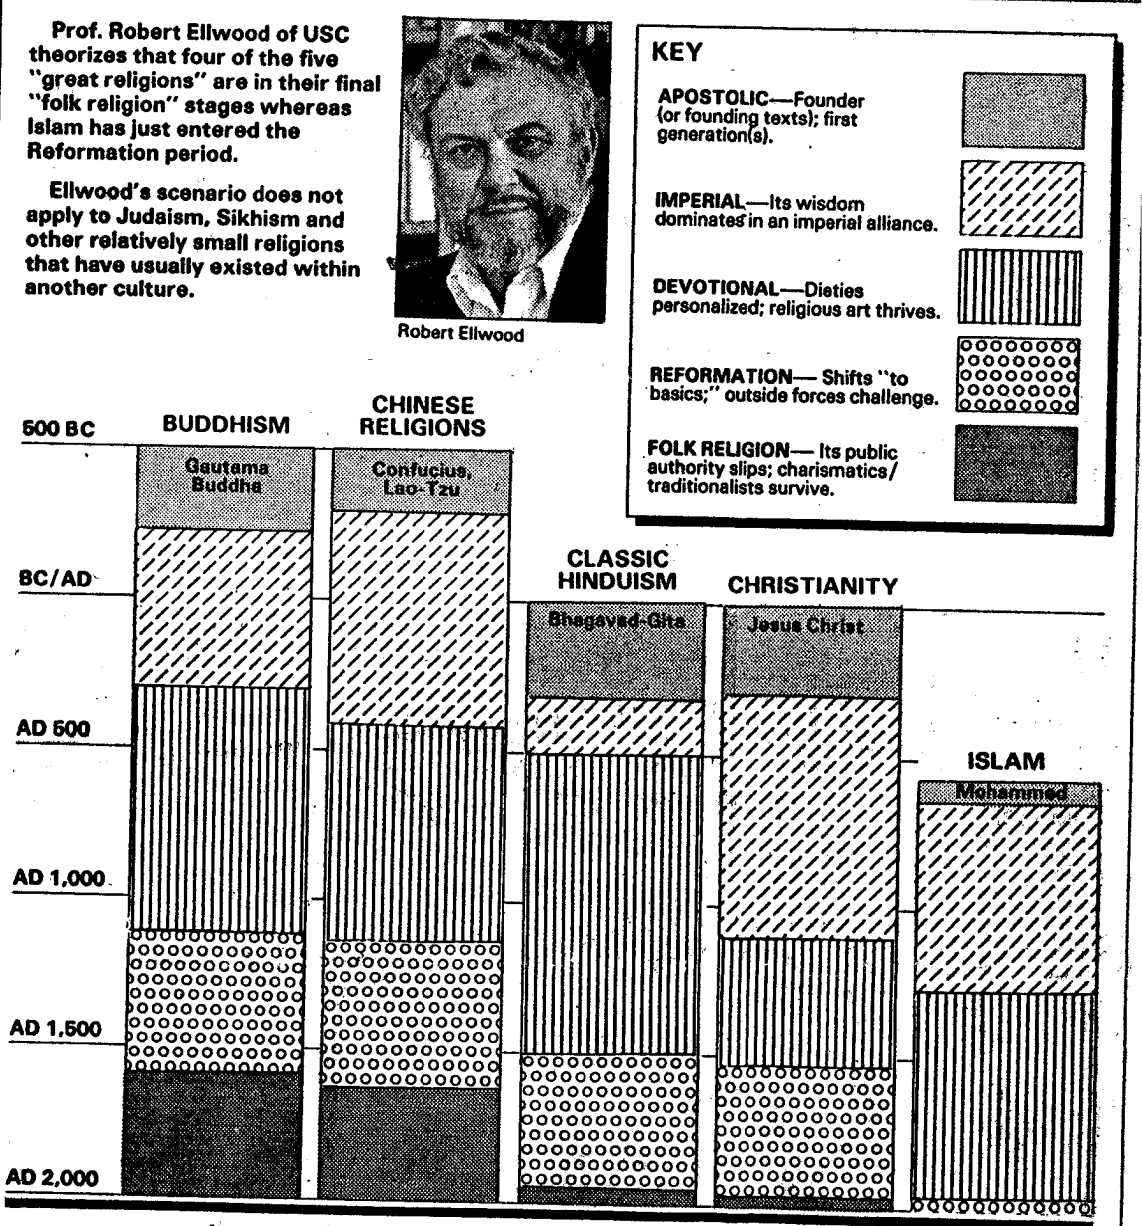 Prof. Robert Ellwood of USC
theorizes that four of the five
"great religions" are in their final
"folk religion" stages whereas
Islam has just entered the
Reformation period.
Ellwood's scenario does not
apply to Judaism, Sikhism and
other relatively small religions
that have usually existed within
another culture.
Robert Ellwood
KEY
APOSTOLIC—Founder
(or founding texts); first
generation(s).
IMPERIAL—Its wisdom
dominates in an imperial alliance.
DEVOTIONAL—Dieties
personalized; religious art thrives.
REFORMATION— Shifts "to
basics;" outside forces challenge.
FOLK RELIGION— Its public
authority slips; charismatics/
traditionalists survive.
500 BC
BUDDHISM
CHINESE
RELIGIONS
Gautama
Buddha
Confucius,
Lao-Tzu
BC/AD
CLASSIC
HINDUISM
CHRISTIANITY
Bhagavad-Gita
Jesus Christ
AD 500
ISLAM
Mohammed
AD 1,000
AD 1,500
AD 2,000